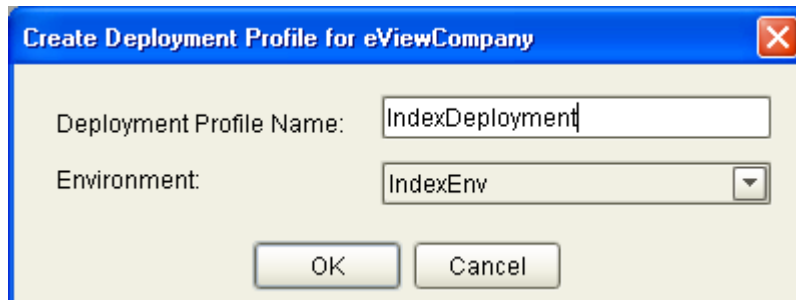 Create Deployment Profile for eViewCompany
Deployment Profile Name: IndexDeployment
Environment: IndexEnv
OK Cancel